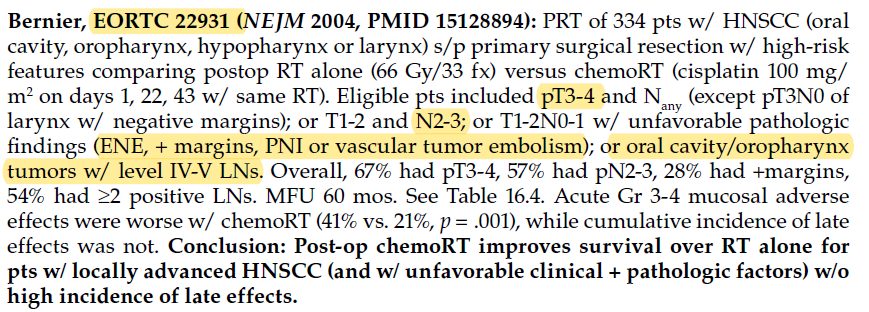 Bernier, EORTC 22931 (NEJM 2004, PMID 15128894): PRT of 334 pts w/ HNSCC (oral
cavity, oropharynx, hypopharynx or larynx) s/p primary surgical resection w/ high-risk
features comparing postop RT alone (66 Gy/33 fx) versus chemoRT (cisplatin 100 mg/
m² on days 1, 22, 43 w/ same RT). Eligible pts included pT3-4 and Nany (except pT3N0 of
larynx w/ negative margins); or T1-2 and N2-3; or T1-2N0-1 w/ unfavorable pathologic
findings (ENE, + margins, PNI or vascular tumor embolism); or oral cavity/oropharynx
tumors w/ level IV-V LNs. Overall, 67% had pT3-4, 57% had pN2-3, 28% had +margins,
54% had ≥2 positive LNs. MFU 60 mos. See Table 16.4. Acute Gr 3-4 mucosal adverse
effects were worse w/ chemoRT (41% vs. 21%, p = .001), while cumulative incidence of late
effects was not. Conclusion: Post-op chemoRT improves survival over RT alone for
pts w/ locally advanced HNSCC (and w/ unfavorable clinical + pathologic factors) w/o
high incidence of late effects.